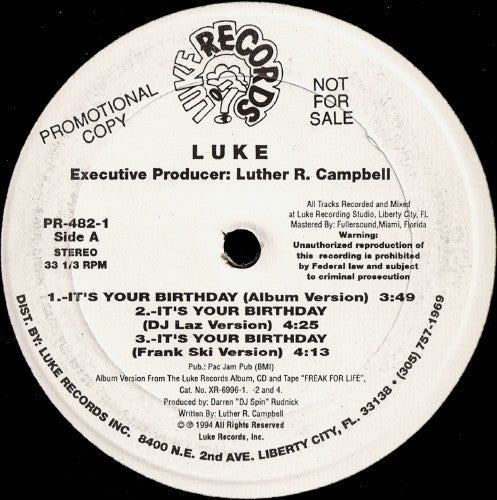 LUKE RECORDS
PROMOTIONAL
COPY
NOT
FOR
SALE
LUKE
Executive Producer: Luther R. Campbell
PR-482-1
Side A
STEREO
33 1/3 RPM
All Tracks Recorded and Mixed
at Luke Recording Studio, Liberty City, FL
Mastered By: Fullersound,Miami, Florida
Warning:
Unauthorized reproduction of
this recording is prohibited
by Federal law and subject
to criminal prosecution
1.-IT'S YOUR BIRTHDAY (Album Version) 3:49
2.-IT'S YOUR BIRTHDAY
(DJ Laz Version) 4:25
3.-IT'S YOUR BIRTHDAY
(Frank Ski Version) 4:13
Pub.: Pac Jam Pub (BMI)
Album Version From The Luke Records Album, CD and Tape "FREAK FOR LIFE",
Cat. No. XR-6996-1. -2 and 4.
Produced by: Darren "DJ Spin" Rudnick
Written By: Luther R. Campbell
© ℗ 1994 All Rights Reserved
Luke Records, Inc.
DIST. BY: LUKE RECORDS INC. 8400 N.E. 2nd AVE. LIBERTY CITY, FL. 33138 • (305) 757-1969